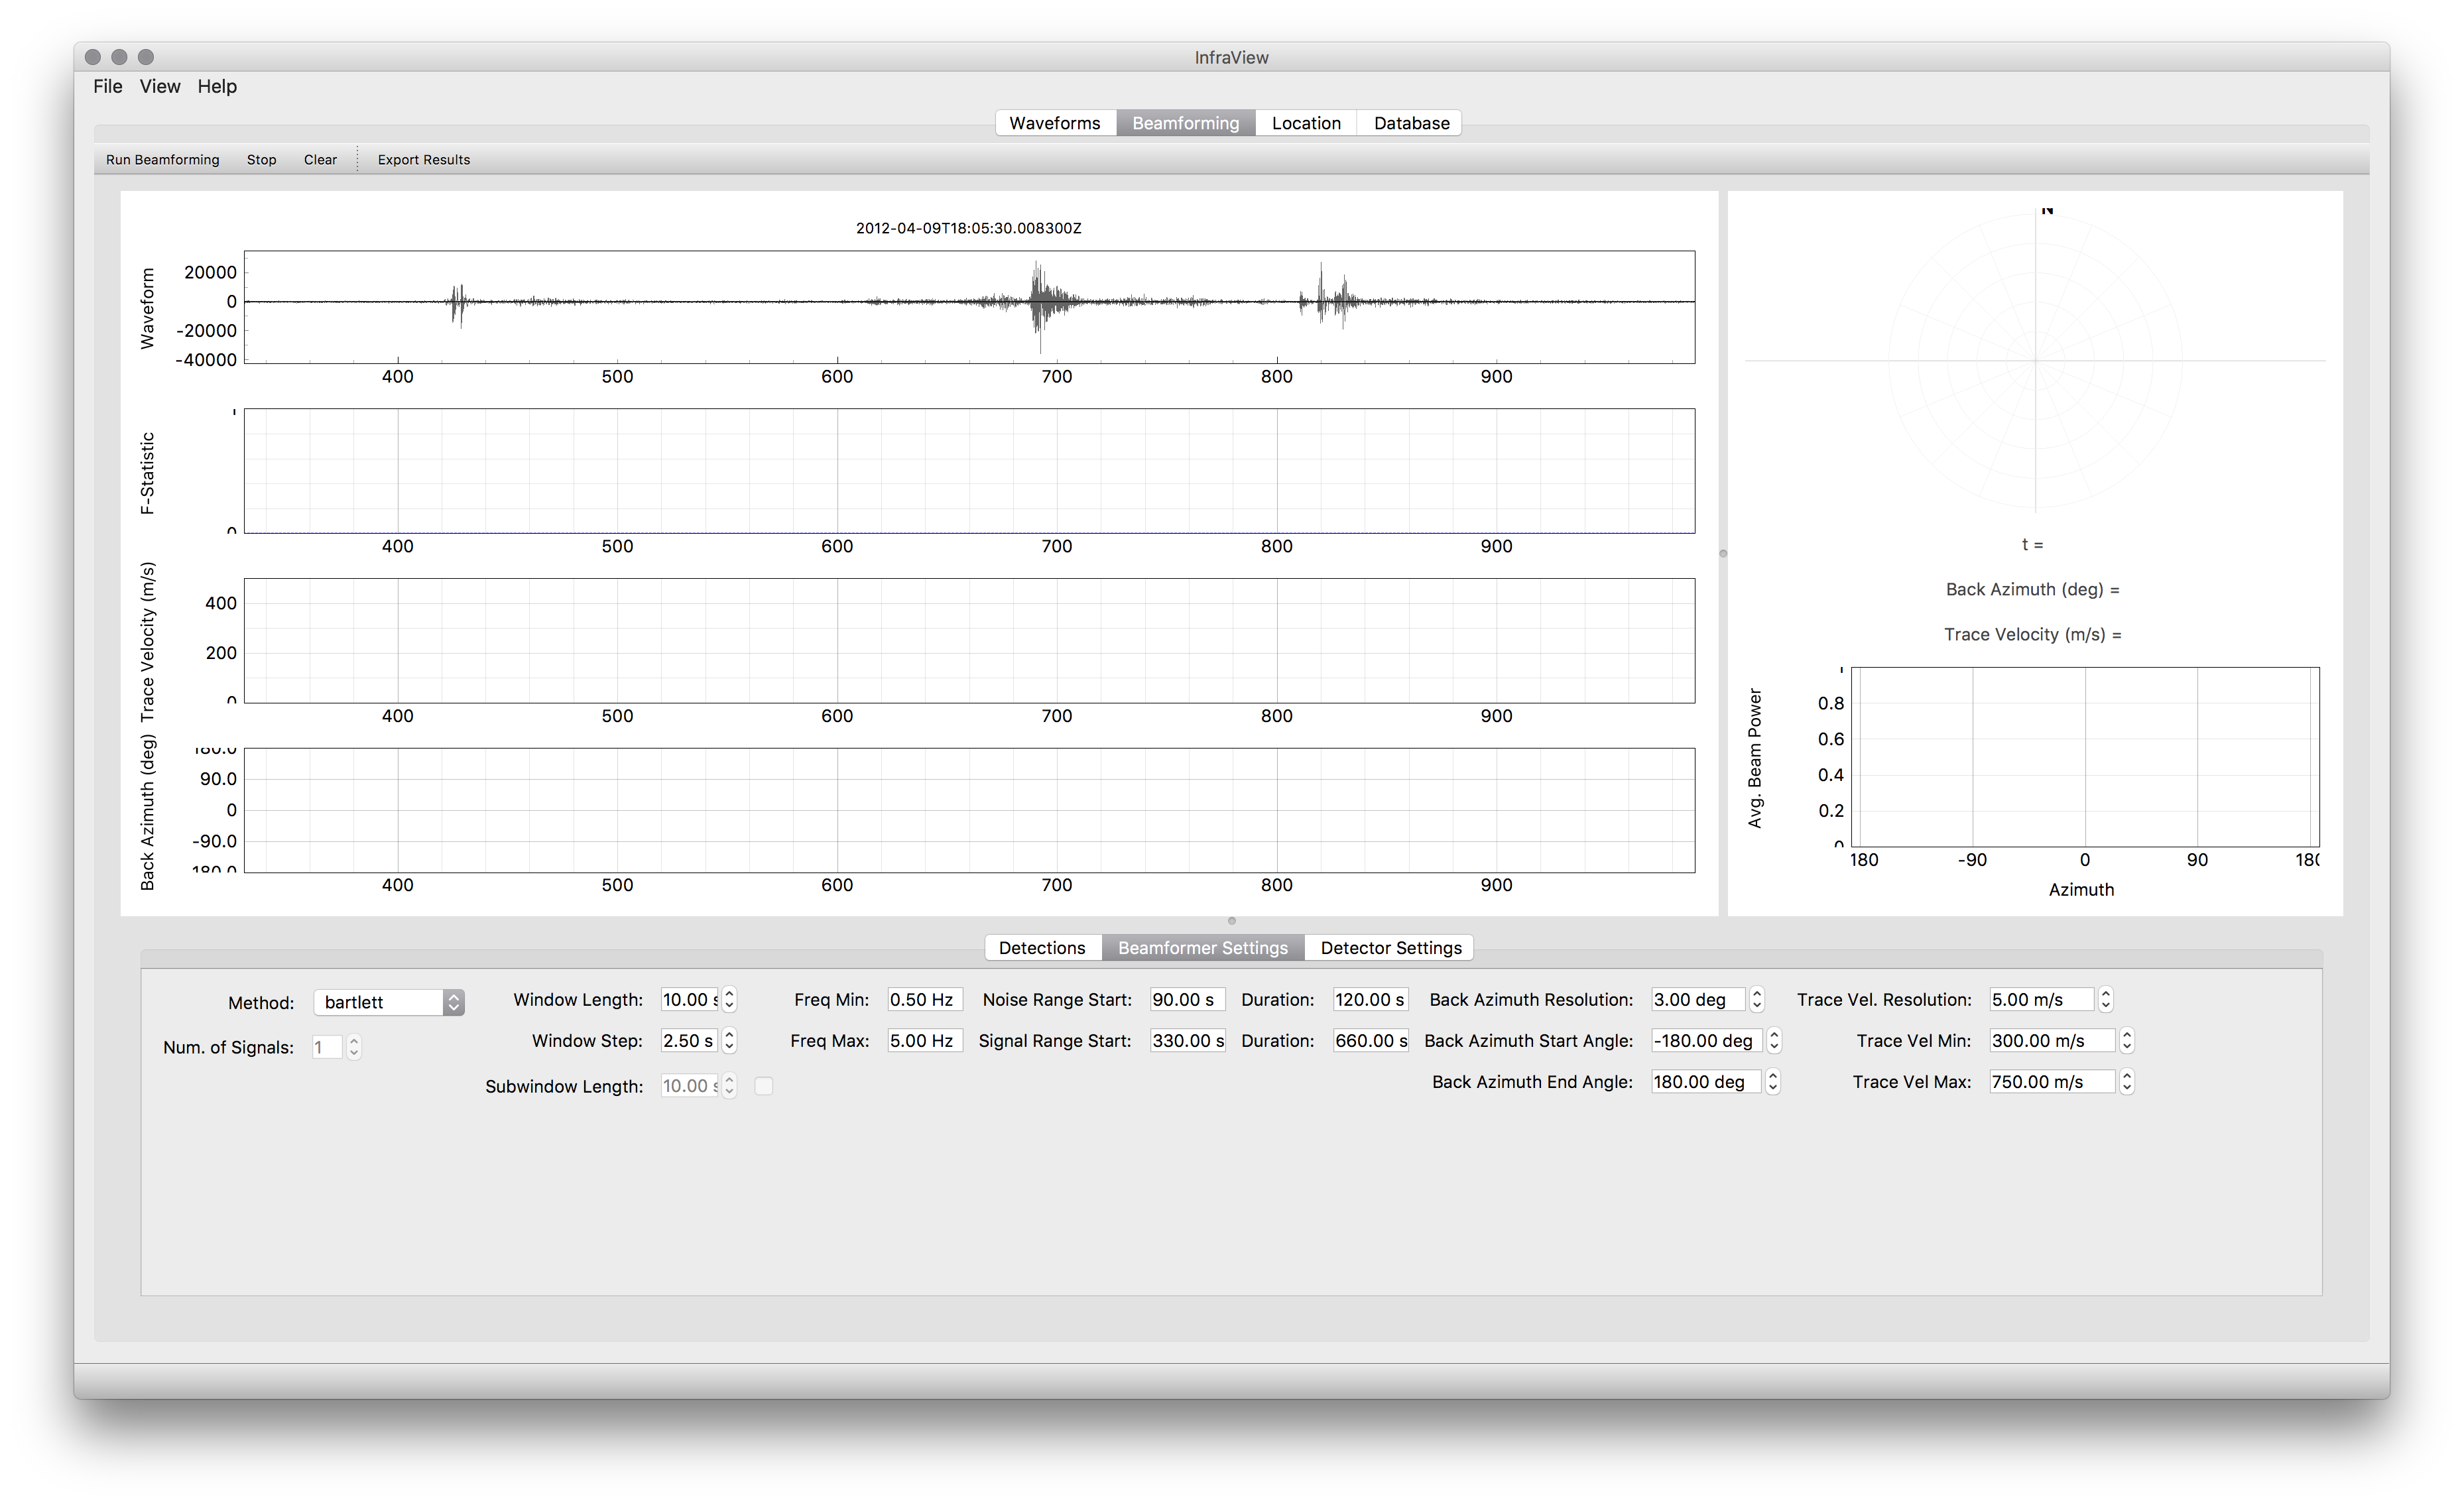 InfraView
File View Help
Waveforms Beamforming Location Database
Run Beamforming Stop Clear Export Results
2012-04-09T18:05:30.008300Z
Waveform
20000
0
-20000
-40000
400 500 600 700 800 900
F-Statistic
1
0
400 500 600 700 800 900
Trace Velocity (m/s)
400
200
0
400 500 600 700 800 900
Back Azimuth (deg)
180.0
90.0
0
-90.0
180.0
400 500 600 700 800 900
N
t =
Back Azimuth (deg) =
Trace Velocity (m/s) =
Avg. Beam Power
1
0.8
0.6
0.4
0.2
0
180 -90 0 90 180
Azimuth
Detections Beamformer Settings Detector Settings
Method: bartlett Window Length: 10.00 s Freq Min: 0.50 Hz Noise Range Start: 90.00 s Duration: 120.00 s Back Azimuth Resolution: 3.00 deg Trace Vel. Resolution: 5.00 m/s
Num. of Signals: 1 Window Step: 2.50 s Freq Max: 5.00 Hz Signal Range Start: 330.00 s Duration: 660.00 s Back Azimuth Start Angle: -180.00 deg Trace Vel Min: 300.00 m/s
Subwindow Length: 10.00 s Back Azimuth End Angle: 180.00 deg Trace Vel Max: 750.00 m/s